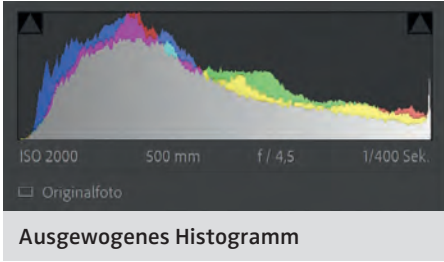 ISO 2000 500 mm f / 4,5 1/400 Sek.
Originalfoto
Ausgewogenes Histogramm